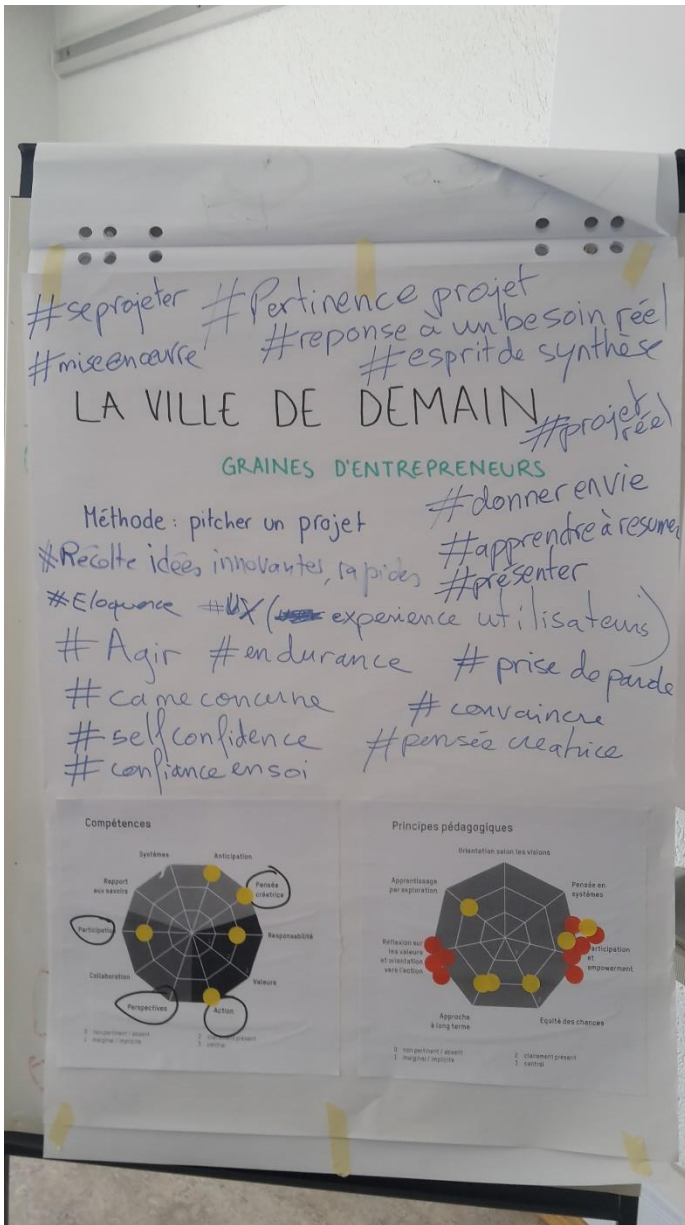 #seprojeter #Pertinence projet
#reponse à un besoin réel
#miseenœuvre #esprit de synthèse
LA VILLE DE DEMAIN
#projet réel
GRAINES D'ENTREPRENEURS
#donner envie
Méthode : pitcher un projet
#apprendre à resumer
#Récolte idées innovantes, rapides
#présenter
#Eloquence #UX (experience utilisateurs)
#Agir #endurance #prise de parole
#ca me concerne #convaincre
#self confidence #pensée creatrice
#confiance en soi
Compétences
Systèmes
Anticipation
Rapport aux savoirs
Pensée créatrice
Participation
Responsabilité
Collaboration
Valeurs
Perspectives
Action
0 non pertinent / absent
1 marginal / implicite
2 clairement présent
3 central
Principes pédagogiques
Orientation selon les visions
Apprentissage par exploration
Pensée en systèmes
Réflexion sur les valeurs et orientation vers l'action
Participation et empowerment
Approche à long terme
Equité des chances
0 non pertinent / absent
1 marginal / implicite
2 clairement présent
3 central